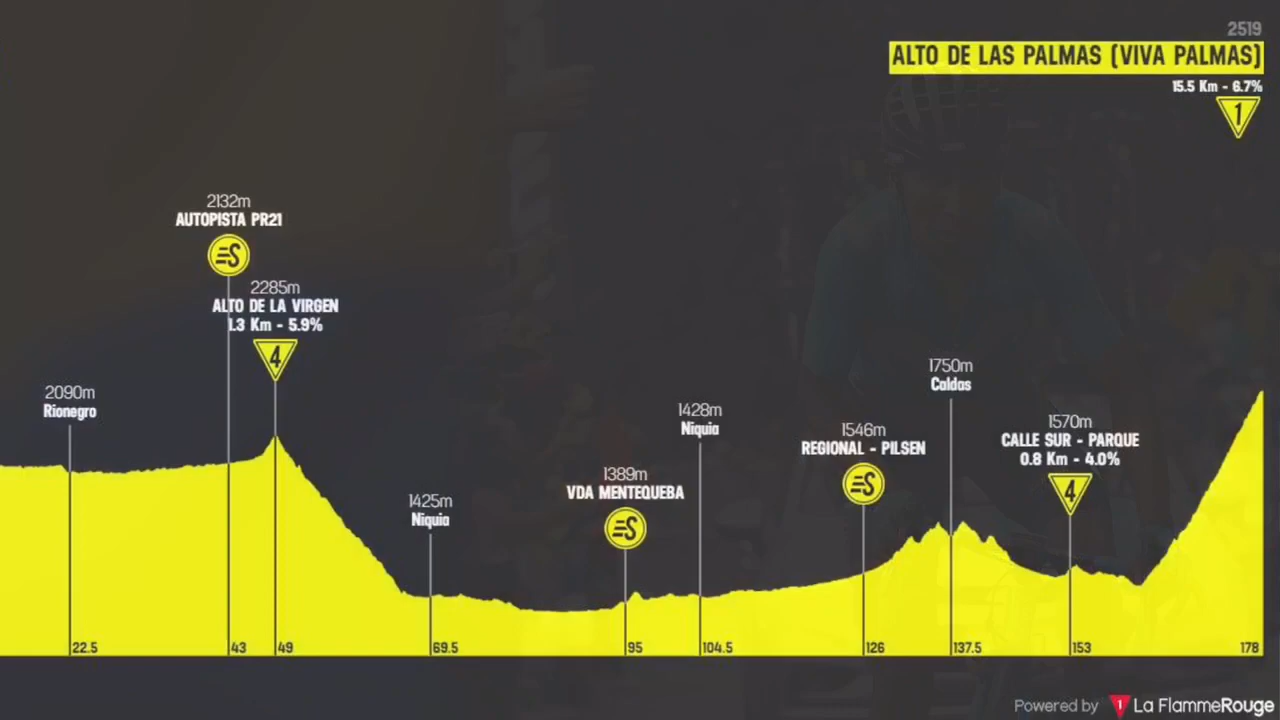 2519
ALTO DE LAS PALMAS (VIVA PALMAS)
15.5 Km - 6.7%
1
2132m
AUTOPISTA PR21
S
2285m
ALTO DE LA VIRGEN
1.3 Km - 5.9%
4
2090m
Rionegro
1425m
Niquia
1389m
VDA MENTEQUEBA
S
1428m
Niquia
1546m
REGIONAL - PILSEN
S
1750m
Caldas
1570m
CALLE SUR - PARQUE
0.8 Km - 4.0%
4
22.5
43
49
69.5
95
104.5
126
137.5
153
178
Powered by 1 La FlammeRouge